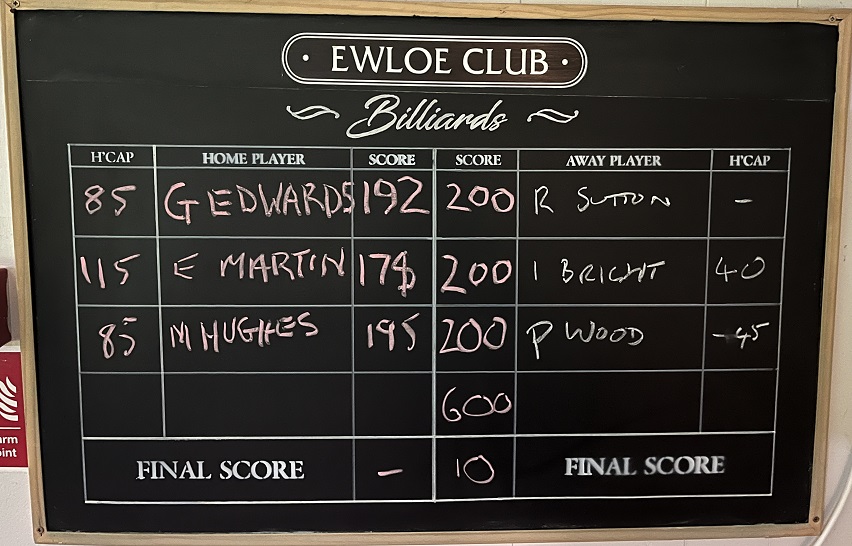 EWLOE CLUB
Billiards
H'CAP HOME PLAYER SCORE SCORE AWAY PLAYER H'CAP
85 G EDWARDS 192 200 R SUTTON -
115 E MARTIN 200 I BRIGHT 40
85 M HUGHES 195 200 P WOOD -45
600
FINAL SCORE - 10 FINAL SCORE
arm
oint